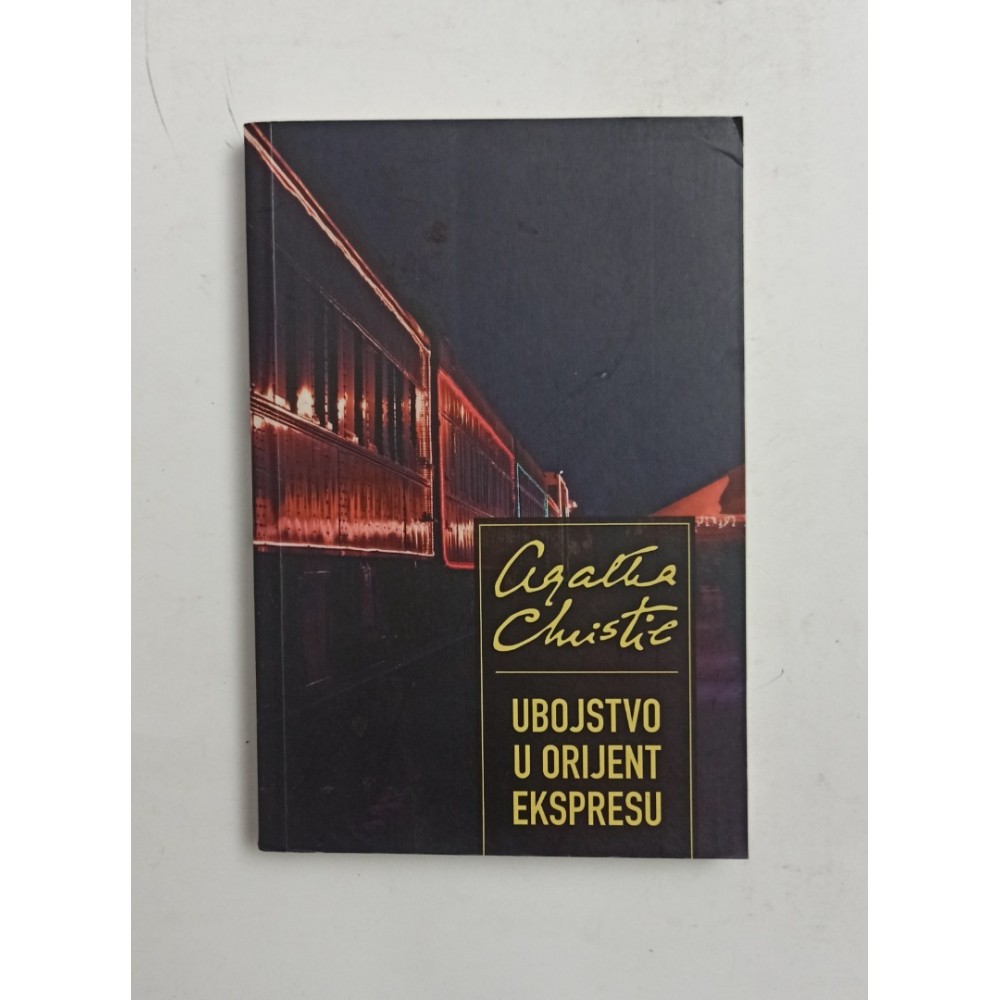 Agatha
Christie
UBOJSTVO
U ORIJENT
EKSPRESU